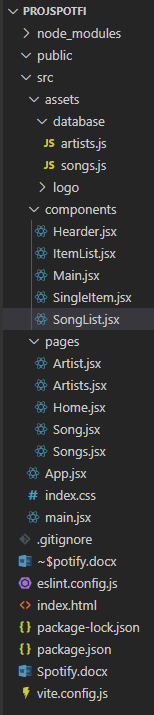 PROJSPOTFI
node_modules
public
src
assets
database
JS artists.js
JS songs.js
logo
components
Hearder.jsx
ItemList.jsx
Main.jsx
SingleItem.jsx
SongList.jsx
pages
Artist.jsx
Artists.jsx
Home.jsx
Song.jsx
Songs.jsx
App.jsx
# index.css
main.jsx
.gitignore
~$potify.docx
eslint.config.js
<> index.html
{} package-lock.json
{} package.json
Spotify.docx
vite.config.js